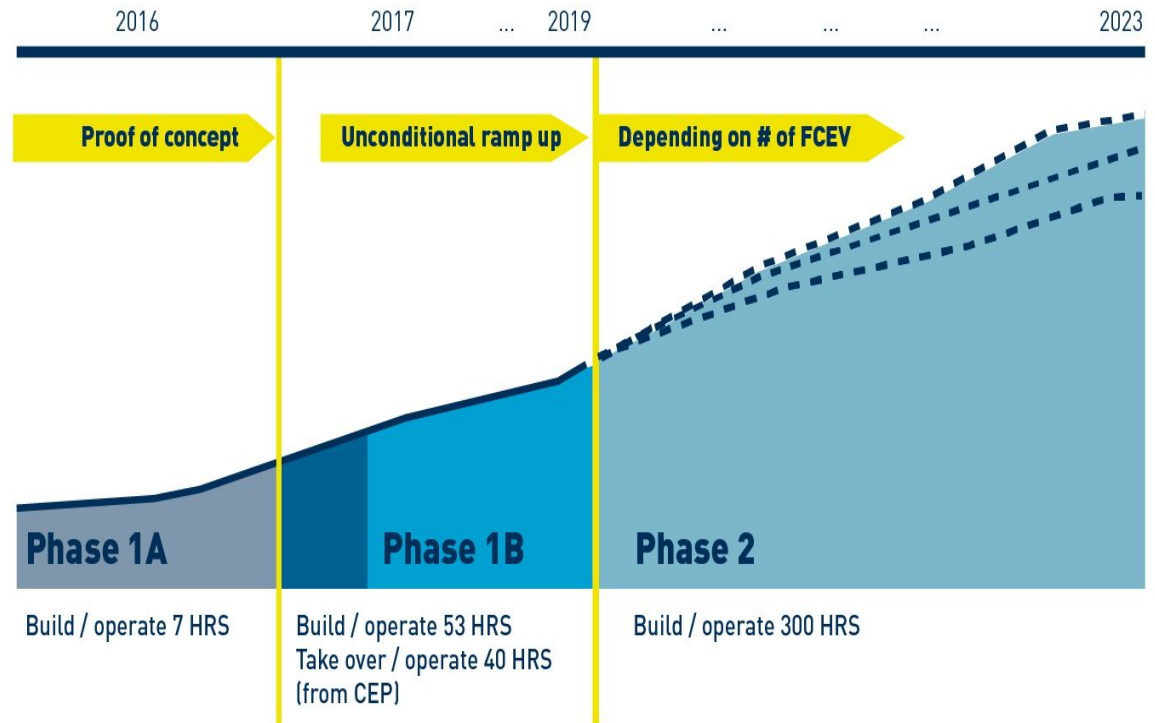 2016 2017 ... 2019 ... ... ... 2023
Proof of concept
Unconditional ramp up
Depending on # of FCEV
Phase 1A
Phase 1B
Phase 2
Build / operate 7 HRS
Build / operate 53 HRS
Take over / operate 40 HRS
(from CEP)
Build / operate 300 HRS